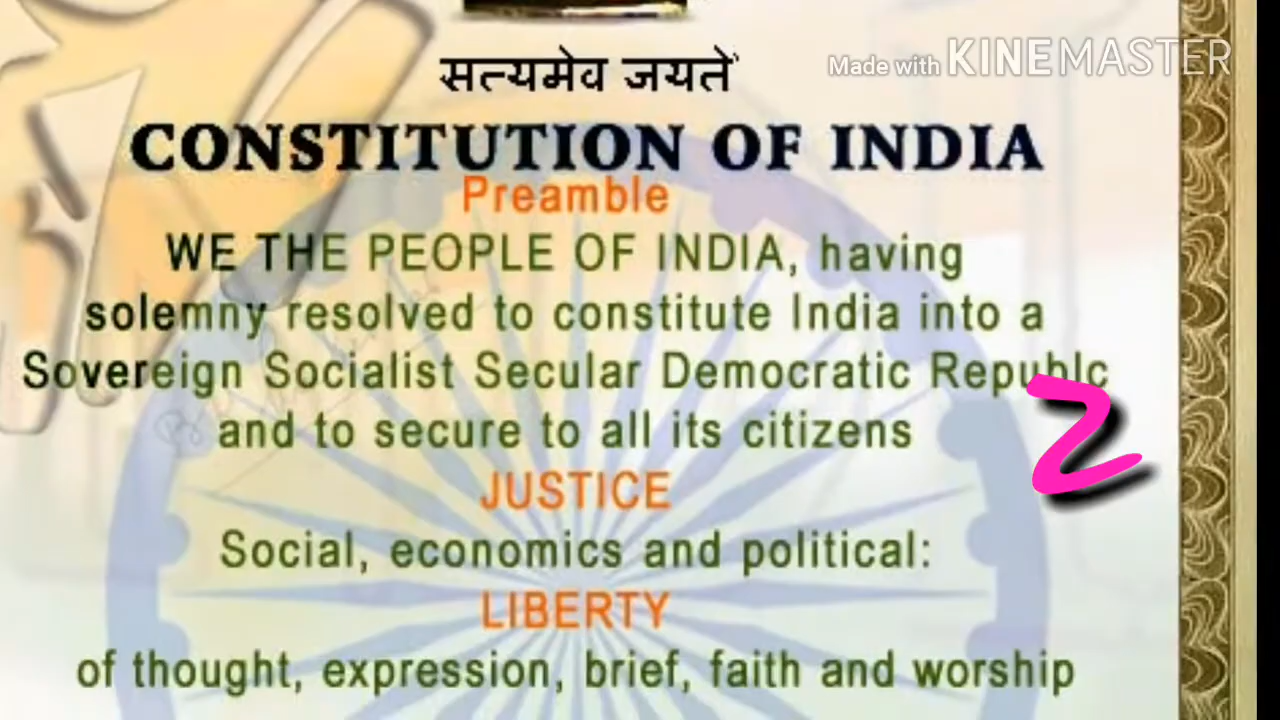 सत्यमेव जयते
Made with KINEMASTER
CONSTITUTION OF INDIA
Preamble
WE THE PEOPLE OF INDIA, having
solemny resolved to constitute India into a
Sovereign Socialist Secular Democratic Republc
2
and to secure to all its citizens
JUSTICE
Social, economics and political:
LIBERTY
of thought, expression, brief, faith and worship